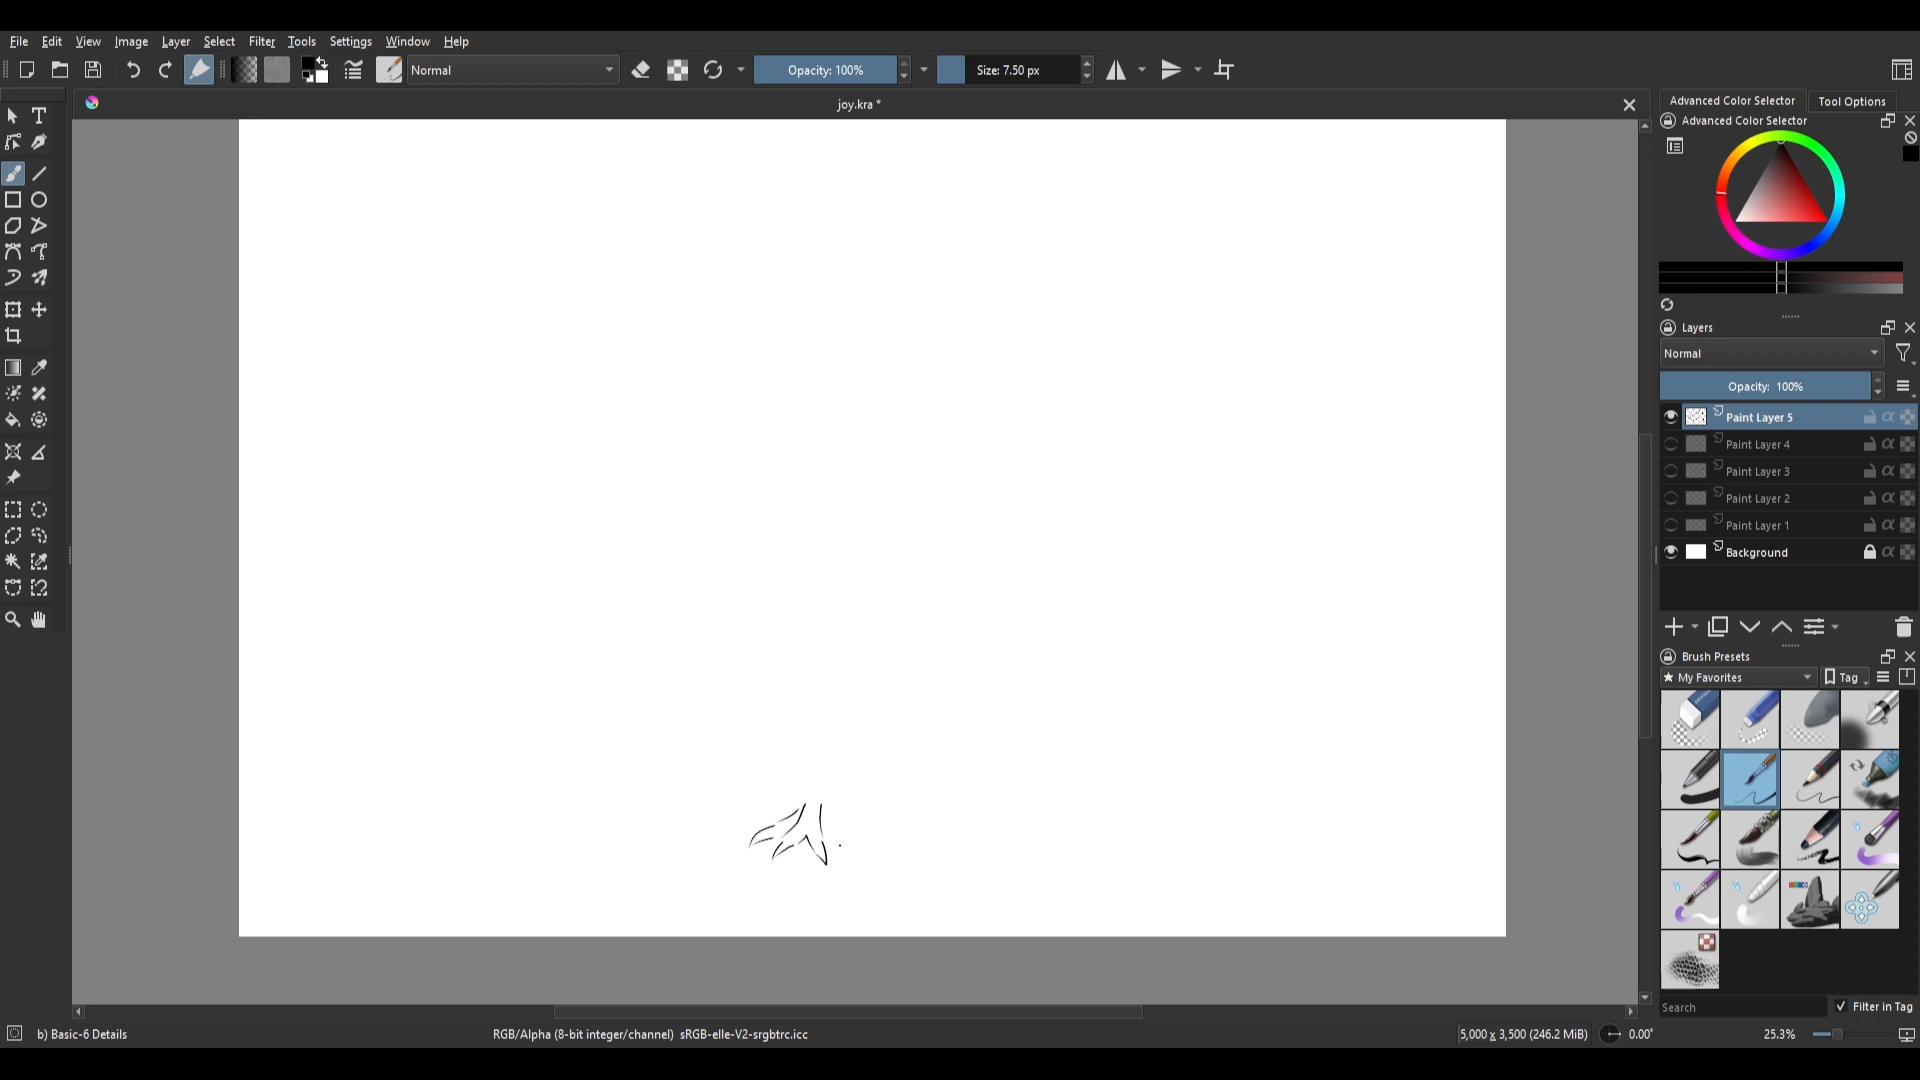 File Edit View Image Layer Select Filter Tools Settings Window Help
Normal Opacity: 100% Size: 7.50 px
joy.kra *
Advanced Color Selector Tool Options
Advanced Color Selector
Layers
Normal
Opacity: 100%
Paint Layer 5
Paint Layer 4
Paint Layer 3
Paint Layer 2
Paint Layer 1
Background
Brush Presets
My Favorites Tag
Search Filter in Tag
b) Basic-6 Details RGB/Alpha (8-bit integer/channel) sRGB-elle-V2-srgbtrc.icc 5,000 x 3,500 (246.2 MiB) 0.00° 25.3%